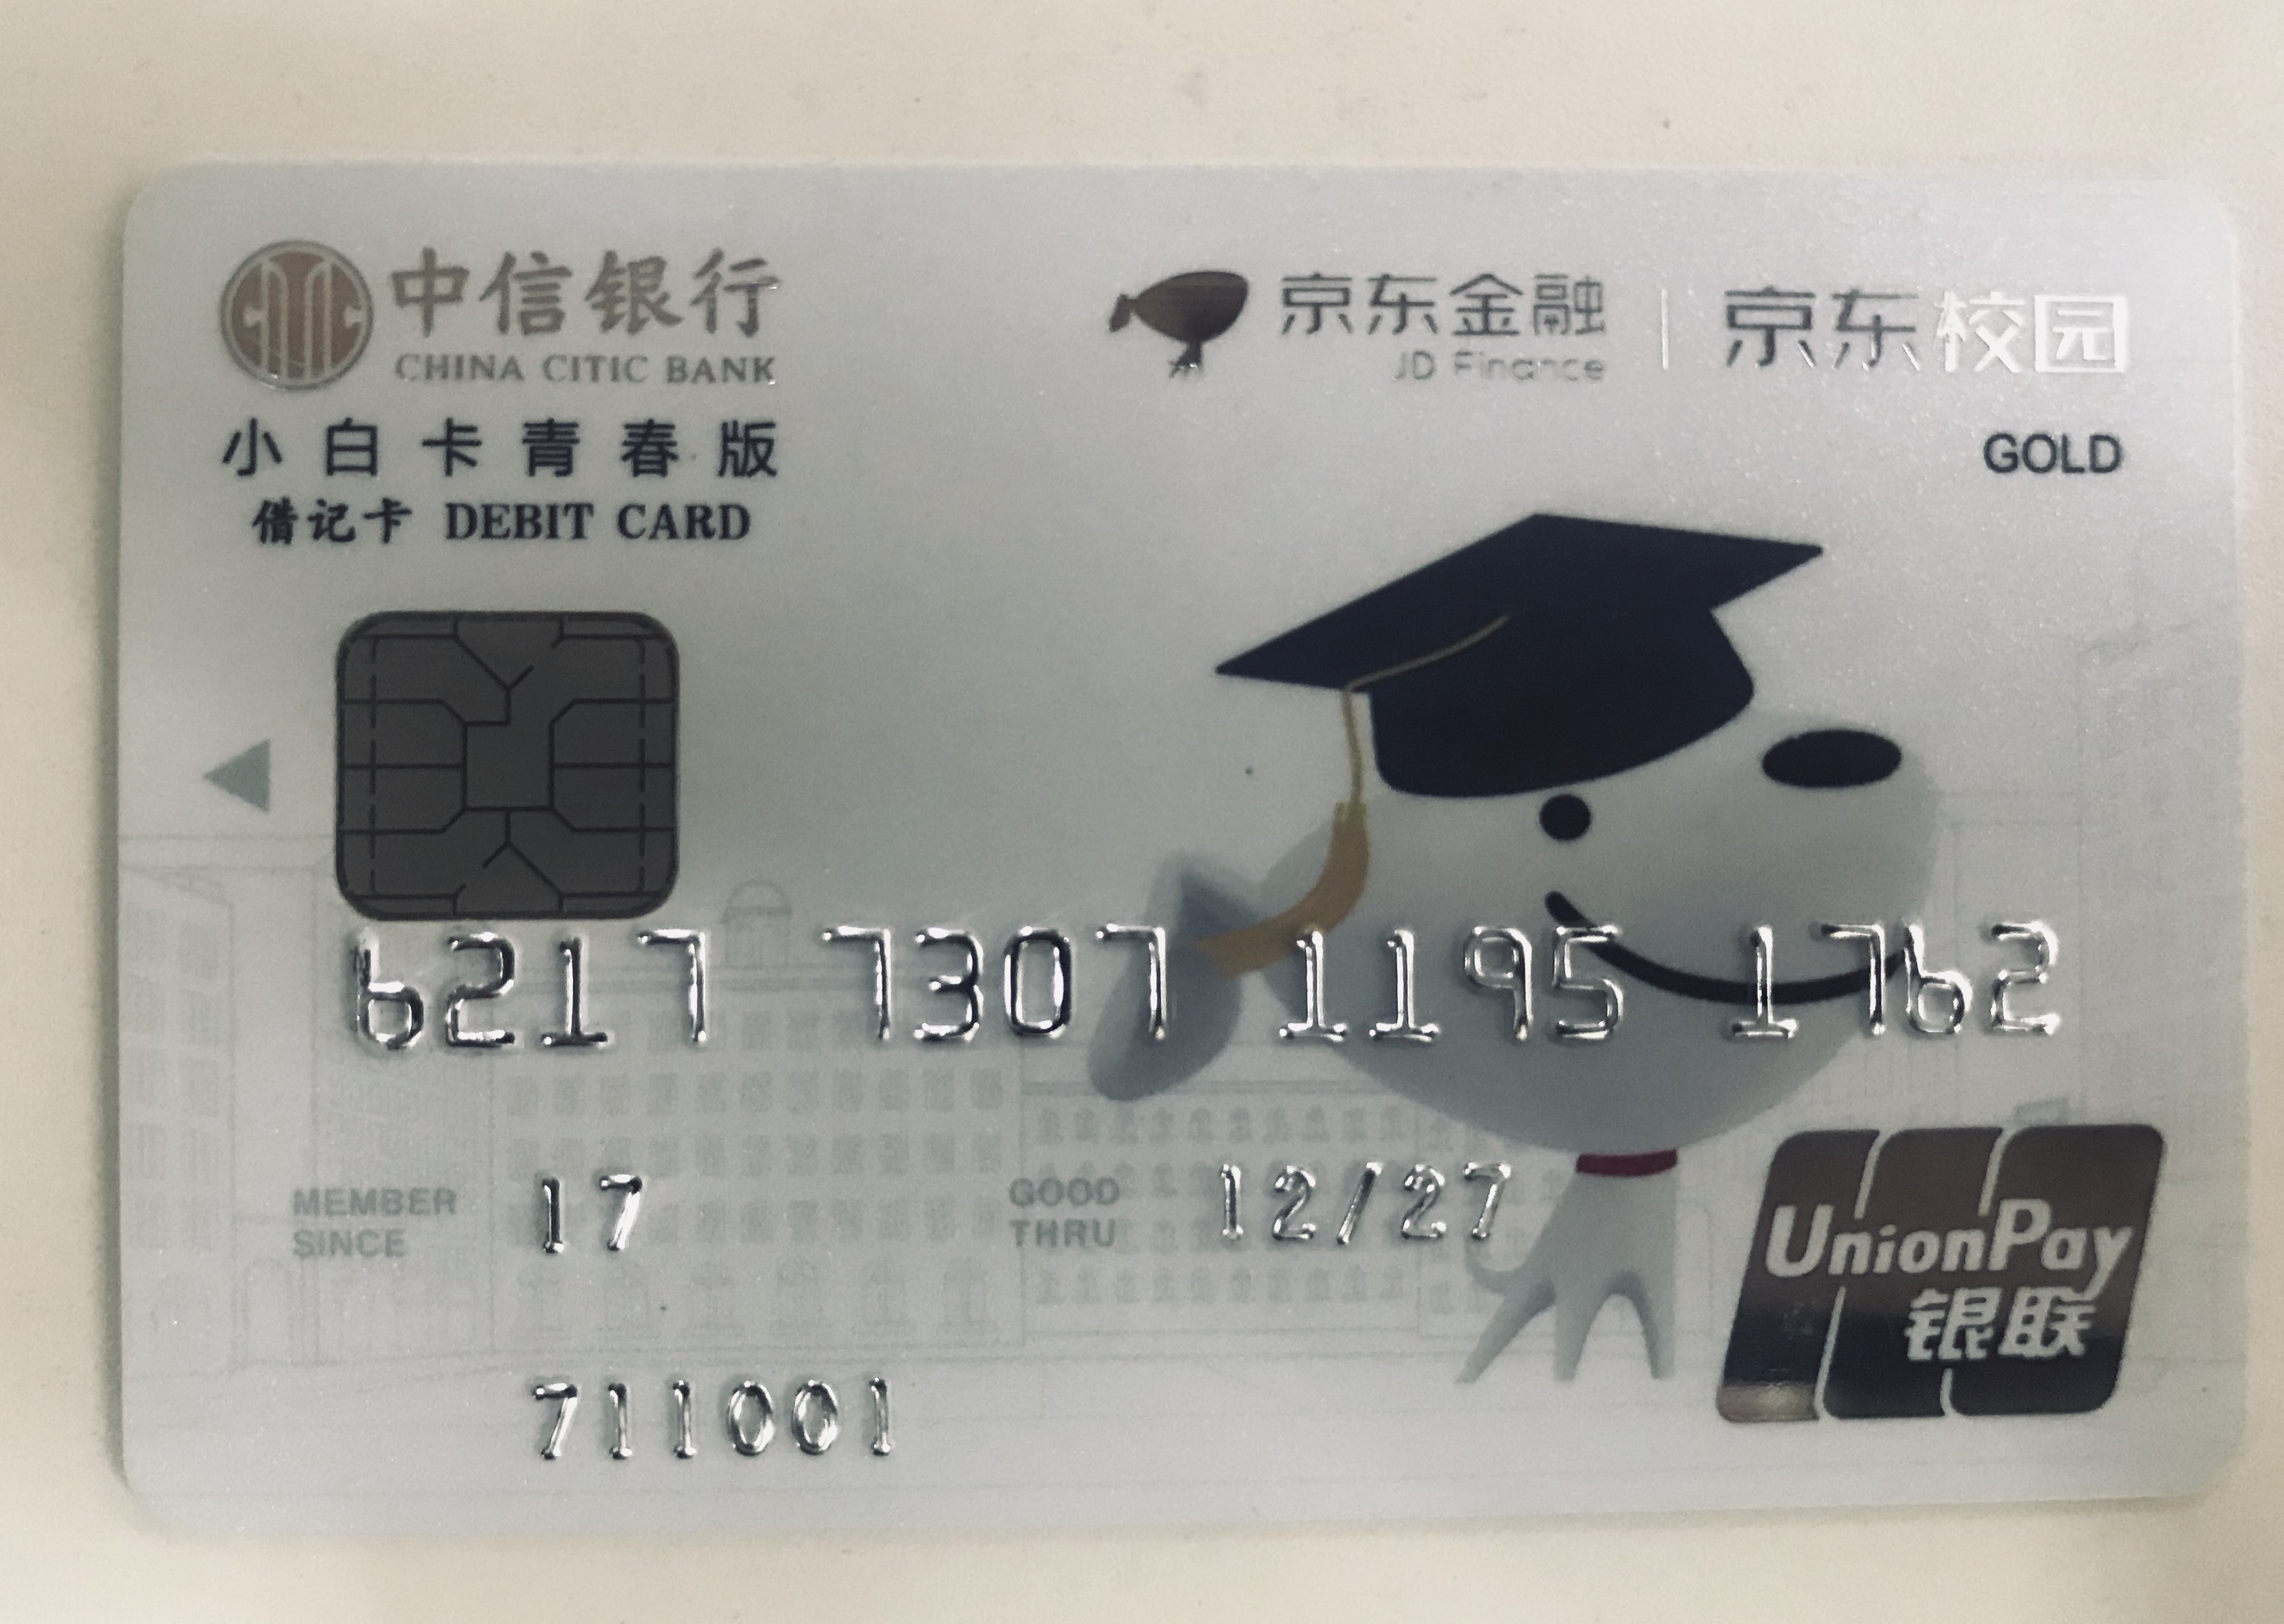 中信银行
CHINA CITIC BANK
京东金融 | 京东校园
JD Finance
小白卡青春版
GOLD
借记卡 DEBIT CARD
6217 7307 1195 1762
MEMBER SINCE 17
GOOD THRU 12/27
711001
UnionPay
银联